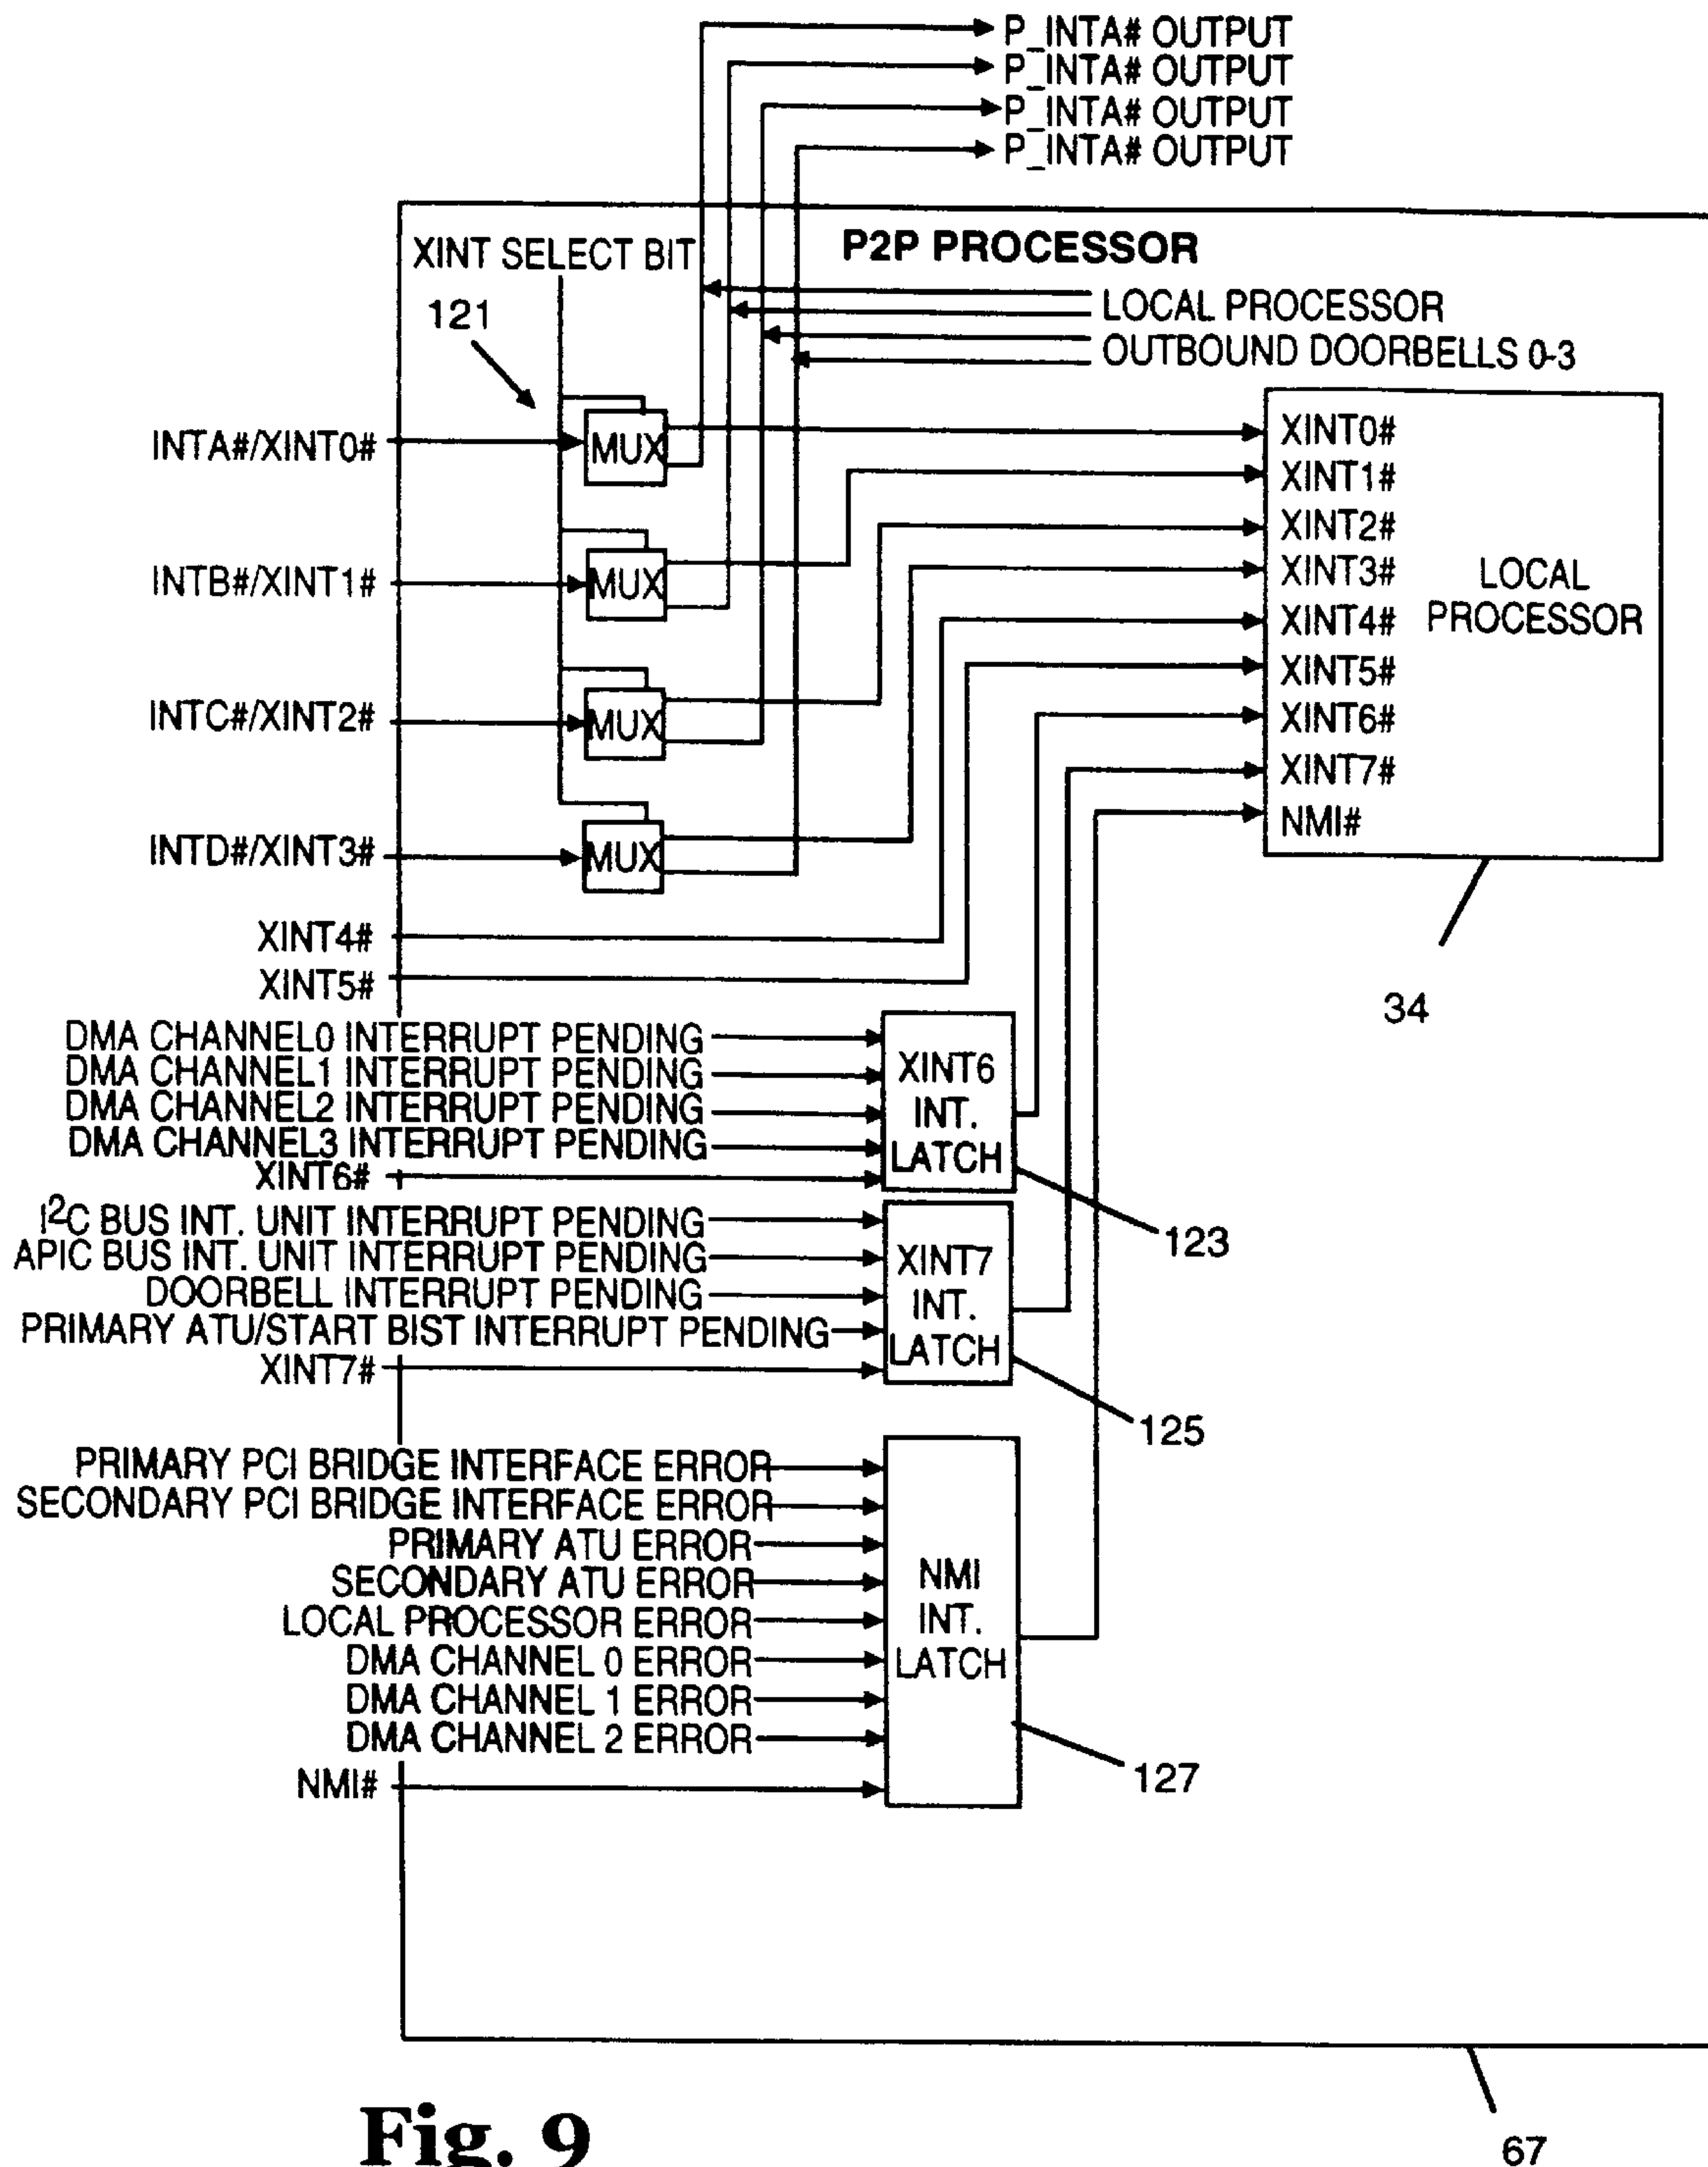 P_INTA# OUTPUT
P_INTA# OUTPUT
P_INTA# OUTPUT
P_INTA# OUTPUT
XINT SELECT BIT
P2P PROCESSOR
LOCAL PROCESSOR
OUTBOUND DOORBELLS 0-3
121
INTA#/XINT0#
MUX
INTB#/XINT1#
MUX
INTC#/XINT2#
MUX
INTD#/XINT3#
MUX
XINT0#
XINT1#
XINT2#
XINT3#
XINT4#
XINT5#
XINT6#
XINT7#
NMI#
LOCAL
PROCESSOR
34
XINT4#
XINT5#
DMA CHANNEL0 INTERRUPT PENDING
DMA CHANNEL1 INTERRUPT PENDING
DMA CHANNEL2 INTERRUPT PENDING
DMA CHANNEL3 INTERRUPT PENDING
XINT6#
XINT6
INT.
LATCH
123
I²C BUS INT. UNIT INTERRUPT PENDING
APIC BUS INT. UNIT INTERRUPT PENDING
DOORBELL INTERRUPT PENDING
PRIMARY ATU/START BIST INTERRUPT PENDING
XINT7#
XINT7
INT.
LATCH
125
PRIMARY PCI BRIDGE INTERFACE ERROR
SECONDARY PCI BRIDGE INTERFACE ERROR
PRIMARY ATU ERROR
SECONDARY ATU ERROR
LOCAL PROCESSOR ERROR
DMA CHANNEL 0 ERROR
DMA CHANNEL 1 ERROR
DMA CHANNEL 2 ERROR
NMI#
NMI
INT.
LATCH
127
67
Fig. 9